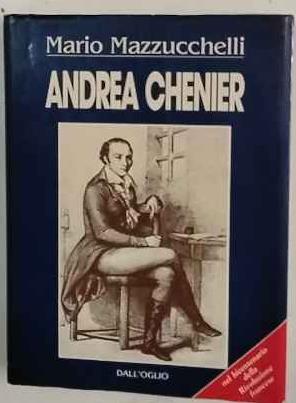 Mario Mazzucchelli
ANDREA CHENIER
DALL'OGLIO
nel bicentenario
della
Rivoluzione
francese